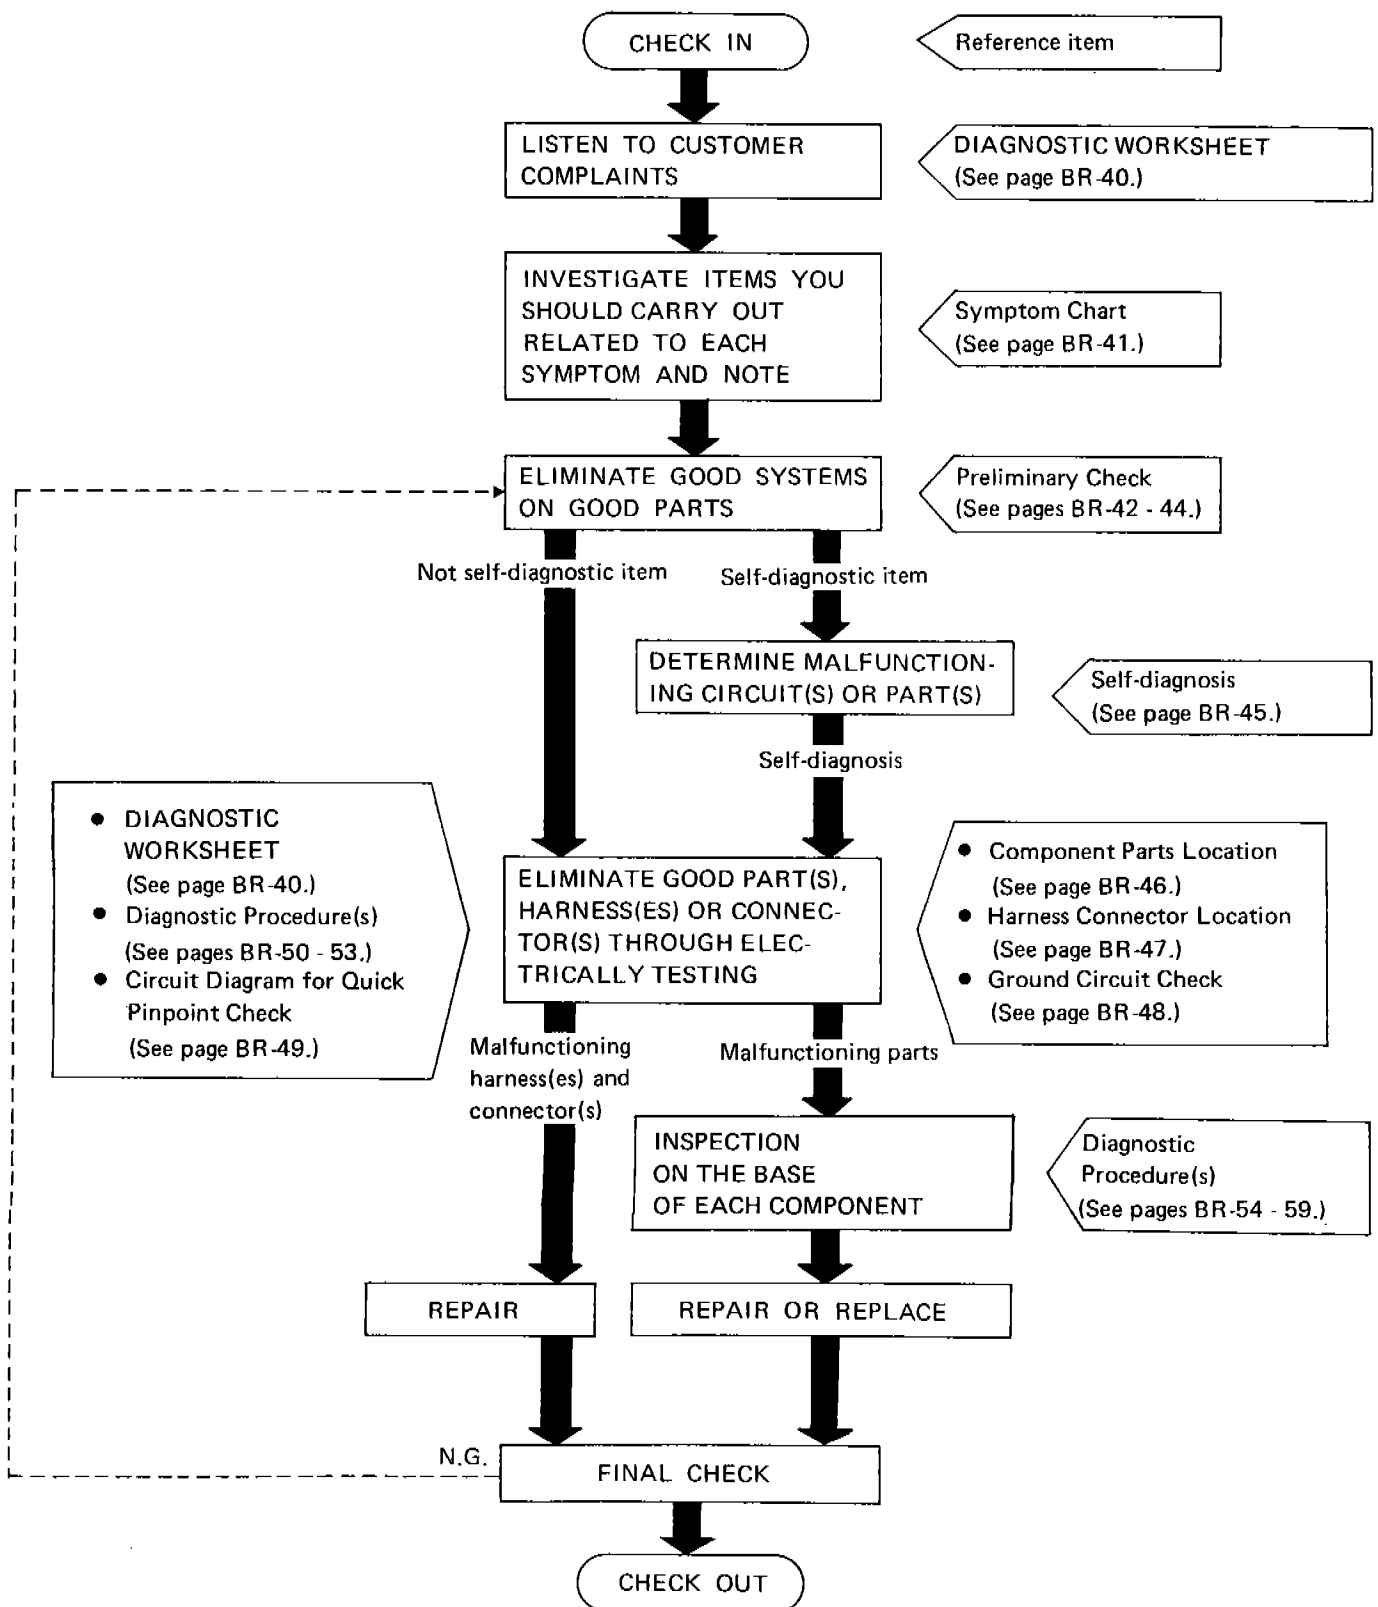 CHECK IN
Reference item
LISTEN TO CUSTOMER
COMPLAINTS
DIAGNOSTIC WORKSHEET
(See page BR-40.)
INVESTIGATE ITEMS YOU
SHOULD CARRY OUT
RELATED TO EACH
SYMPTOM AND NOTE
Symptom Chart
(See page BR-41.)
ELIMINATE GOOD SYSTEMS
ON GOOD PARTS
Preliminary Check
(See pages BR-42 - 44.)
Not self-diagnostic item
Self-diagnostic item
DETERMINE MALFUNCTION-
ING CIRCUIT(S) OR PART(S)
Self-diagnosis
(See page BR-45.)
Self-diagnosis
● DIAGNOSTIC
WORKSHEET
(See page BR-40.)
● Diagnostic Procedure(s)
(See pages BR-50 - 53.)
● Circuit Diagram for Quick
Pinpoint Check
(See page BR-49.)
ELIMINATE GOOD PART(S),
HARNESS(ES) OR CONNEC-
TOR(S) THROUGH ELEC-
TRICALLY TESTING
● Component Parts Location
(See page BR-46.)
● Harness Connector Location
(See page BR-47.)
● Ground Circuit Check
(See page BR-48.)
Malfunctioning
harness(es) and
connector(s)
Malfunctioning parts
INSPECTION
ON THE BASE
OF EACH COMPONENT
Diagnostic
Procedure(s)
(See pages BR-54 - 59.)
REPAIR
REPAIR OR REPLACE
N.G.
FINAL CHECK
CHECK OUT